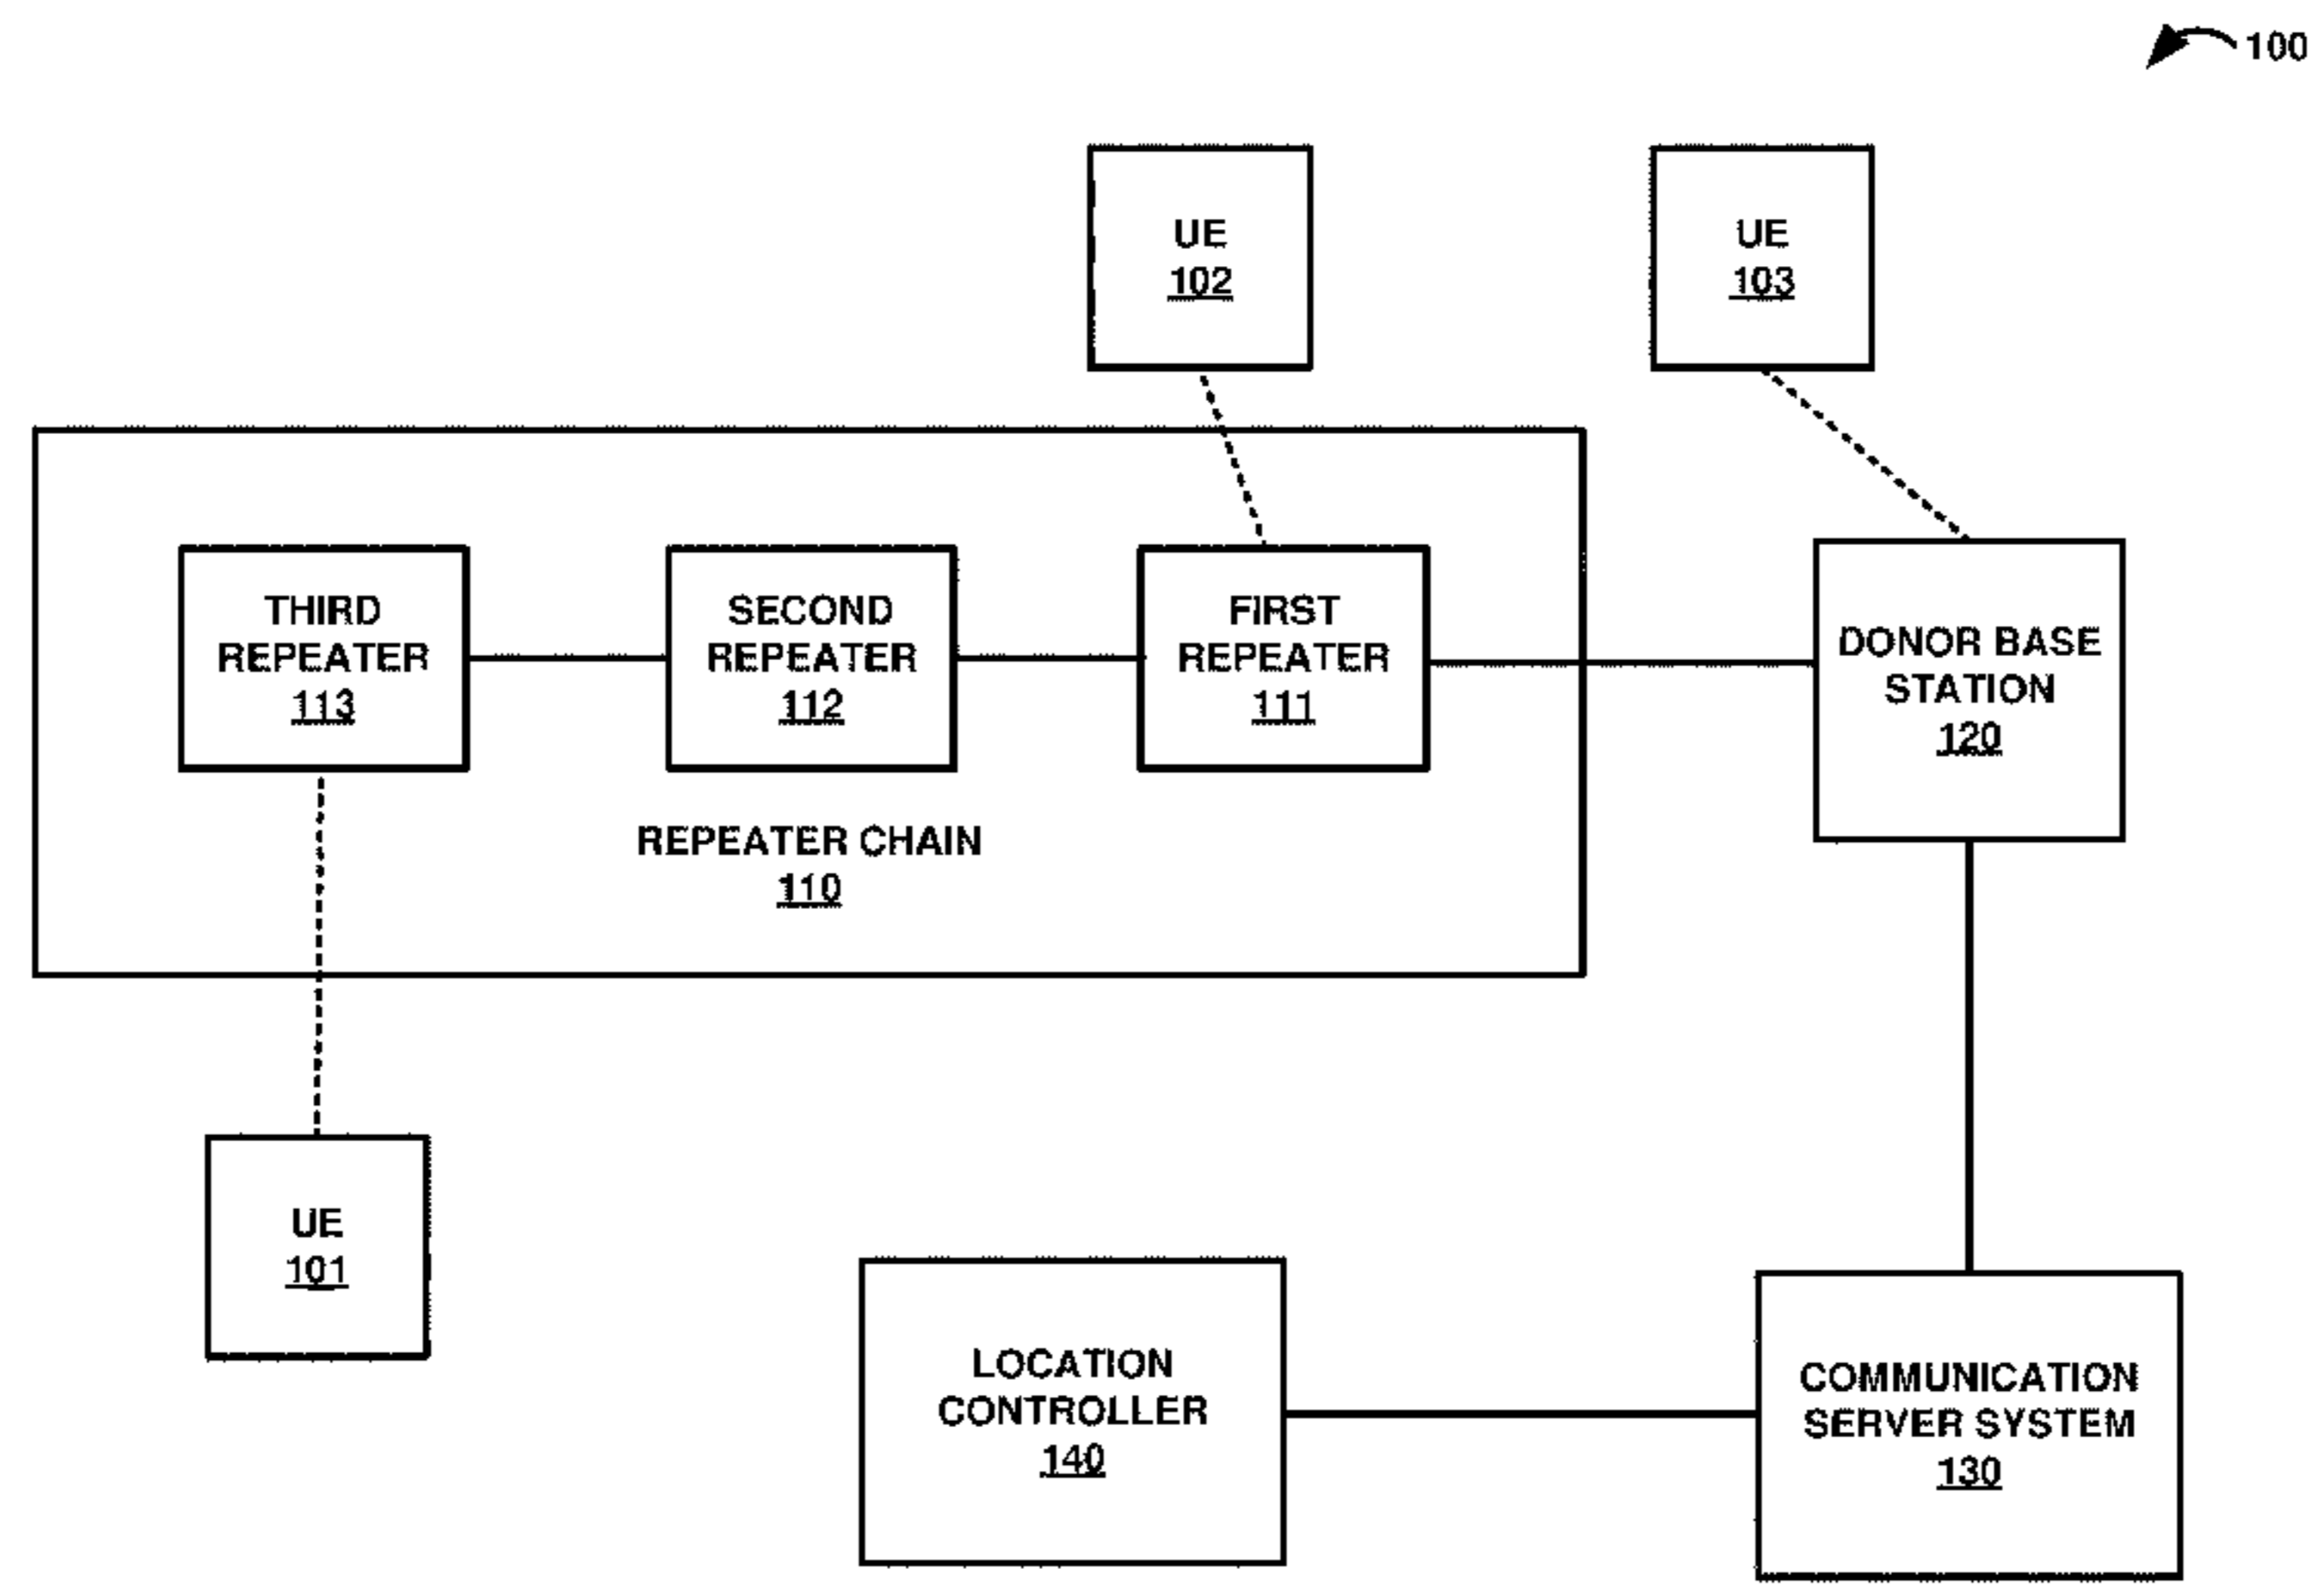 100
UE
102
UE
103
THIRD
REPEATER
113
SECOND
REPEATER
112
FIRST
REPEATER
111
DONOR BASE
STATION
120
REPEATER CHAIN
110
UE
101
LOCATION
CONTROLLER
140
COMMUNICATION
SERVER SYSTEM
130